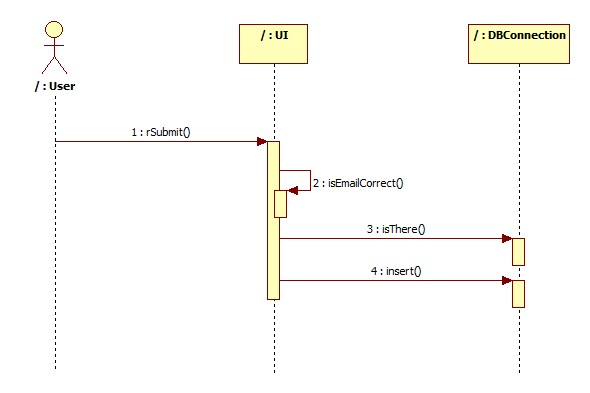 / : UI
/ : DBConnection
/ : User
1 : rSubmit()
2 : isEmailCorrect()
3 : isThere()
4 : insert()